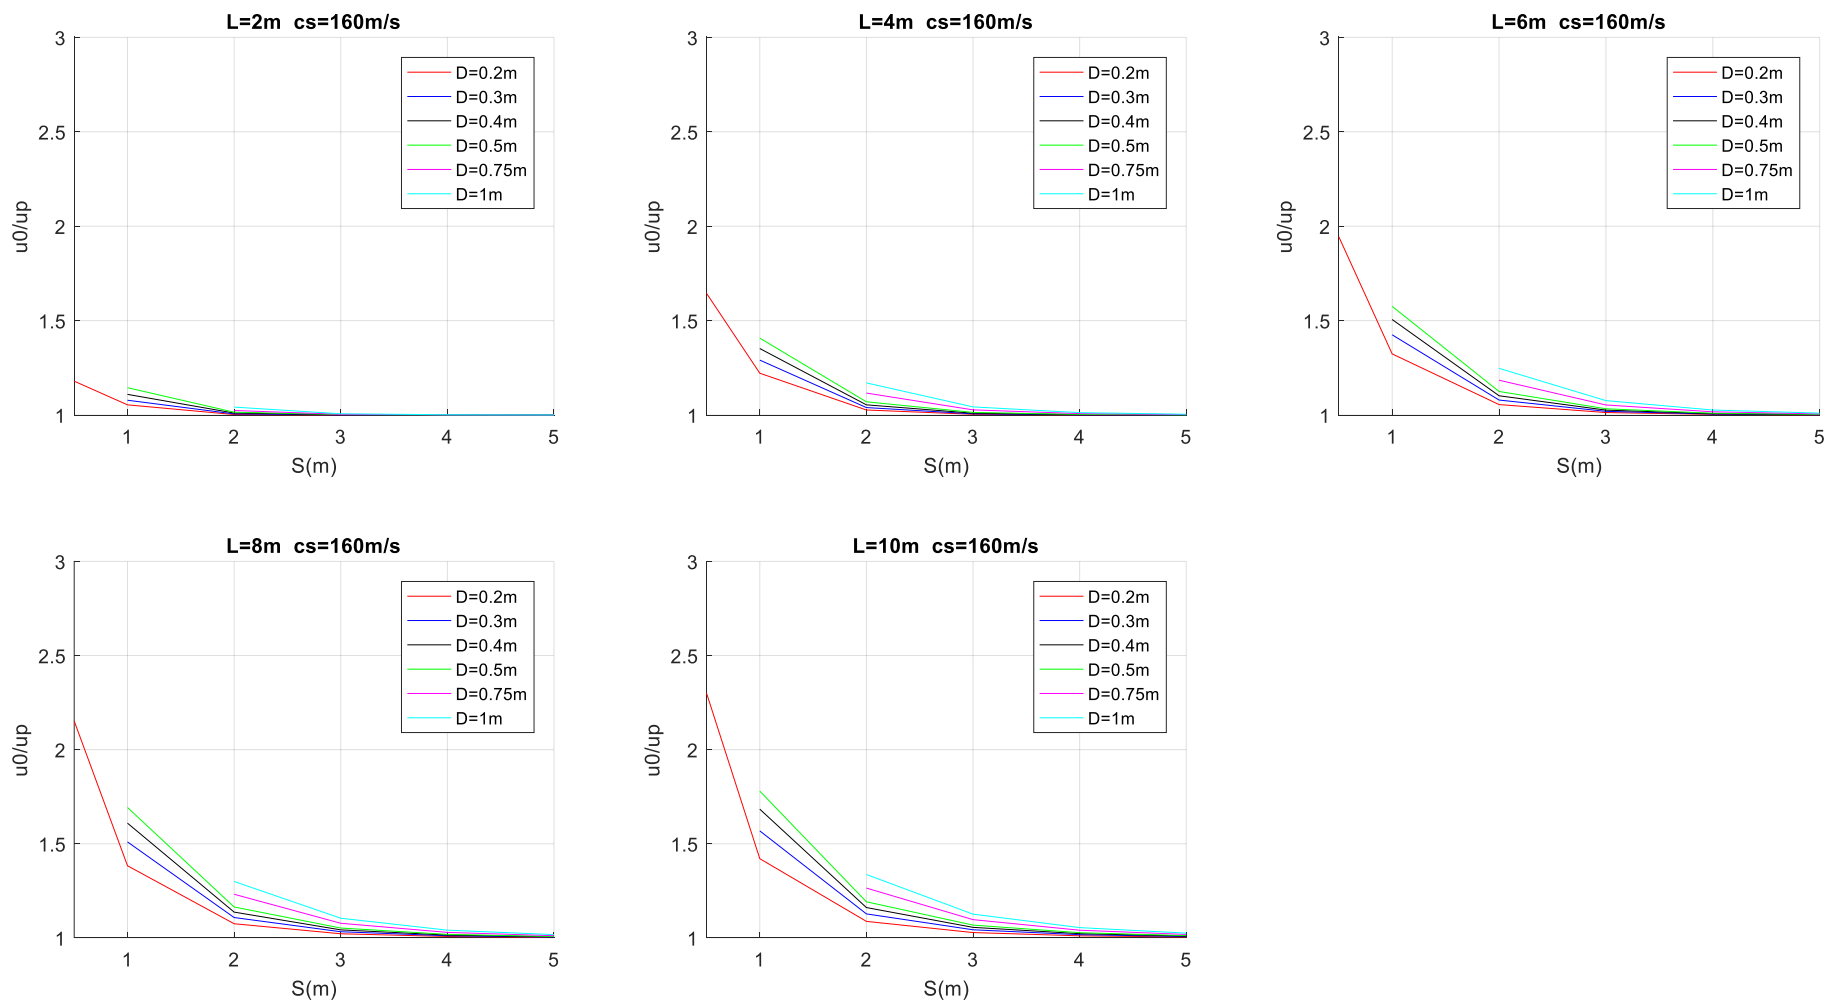 L=2m  cs=160m/s
3
2.5
2
1.5
1
u0/up
1
2
3
4
5
S(m)
D=0.2m
D=0.3m
D=0.4m
D=0.5m
D=0.75m
D=1m
L=4m  cs=160m/s
3
2.5
2
1.5
1
u0/up
1
2
3
4
5
S(m)
D=0.2m
D=0.3m
D=0.4m
D=0.5m
D=0.75m
D=1m
L=6m  cs=160m/s
3
2.5
2
1.5
1
u0/up
1
2
3
4
5
S(m)
D=0.2m
D=0.3m
D=0.4m
D=0.5m
D=0.75m
D=1m
L=8m  cs=160m/s
3
2.5
2
1.5
1
u0/up
1
2
3
4
5
S(m)
D=0.2m
D=0.3m
D=0.4m
D=0.5m
D=0.75m
D=1m
L=10m  cs=160m/s
3
2.5
2
1.5
1
u0/up
1
2
3
4
5
S(m)
D=0.2m
D=0.3m
D=0.4m
D=0.5m
D=0.75m
D=1m